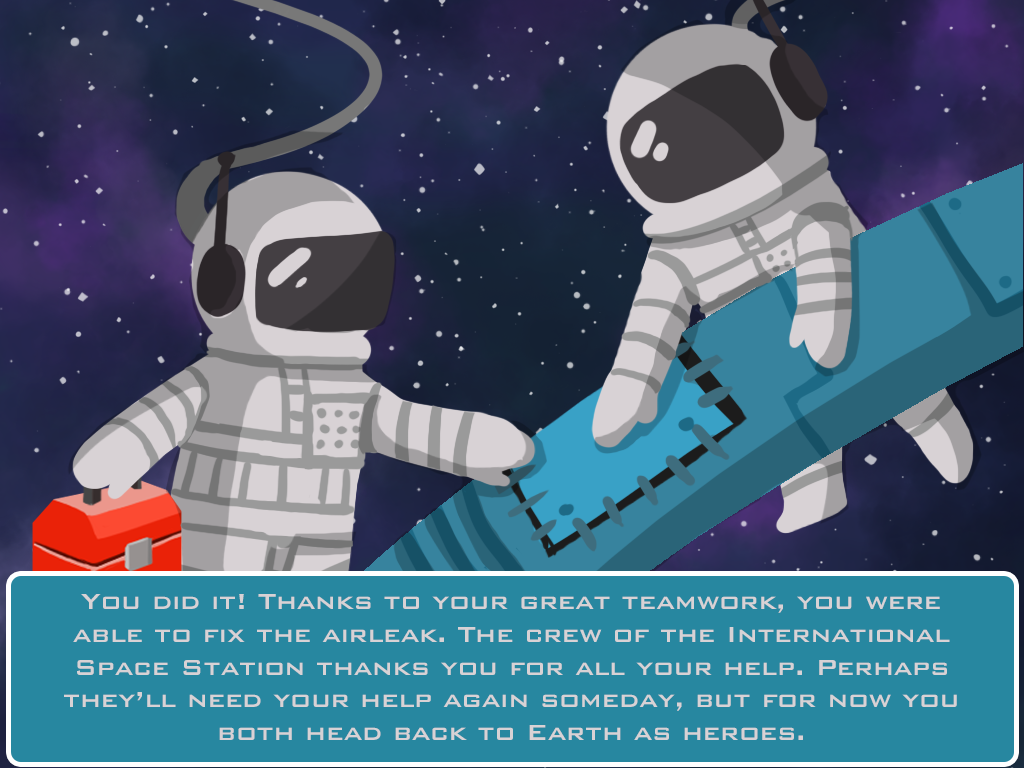 You did it! Thanks to your great teamwork, you were
able to fix the airleak. The crew of the International
Space Station thanks you for all your help. Perhaps
they'll need your help again someday, but for now you
both head back to Earth as heroes.